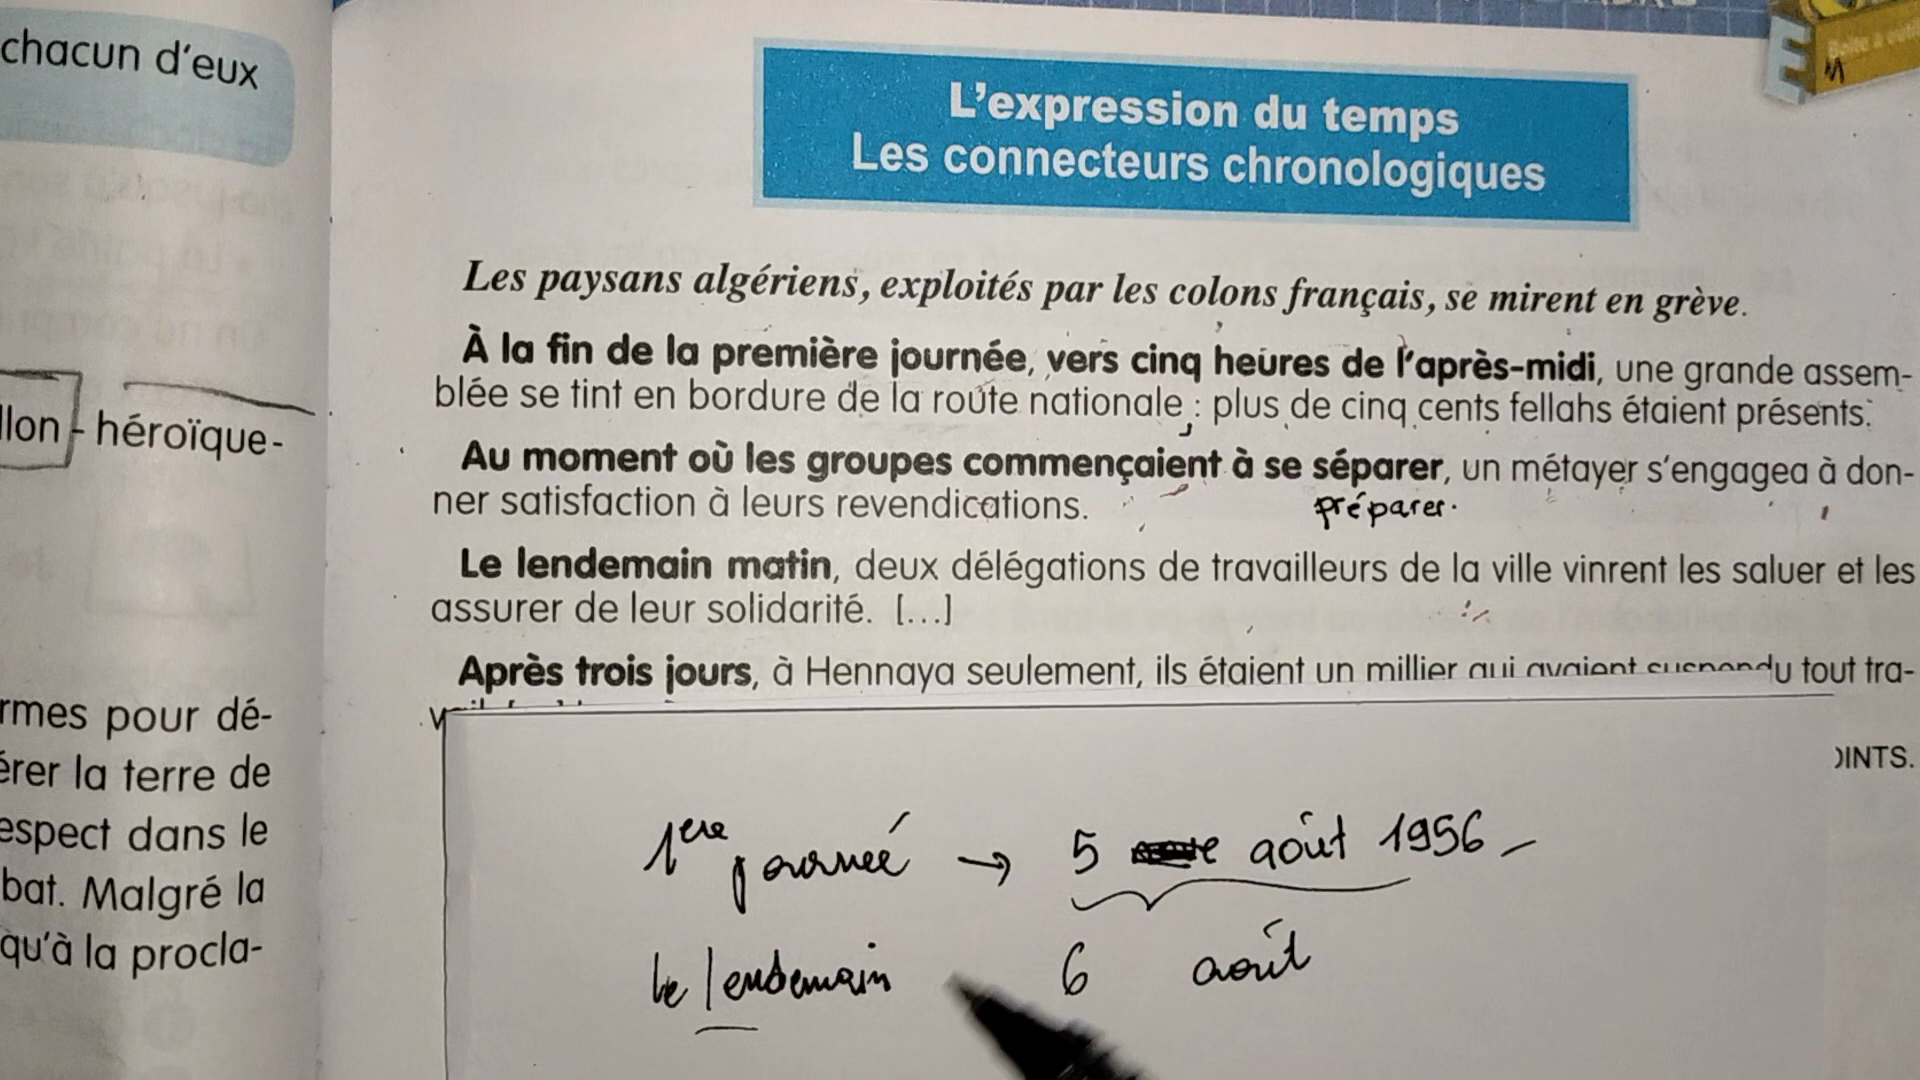 chacun d'eux
llon - héroïque-
rmes pour dé-
érer la terre de
espect dans le
bat. Malgré la
qu'à la procla-
E
L'expression du temps
Les connecteurs chronologiques
Les paysans algériens, exploités par les colons français, se mirent en grève.
À la fin de la première journée, vers cinq heures de l'après-midi, une grande assem-
blée se tint en bordure de la route nationale ; plus de cinq cents fellahs étaient présents.
Au moment où les groupes commençaient à se séparer, un métayer s'engagea à don-
ner satisfaction à leurs revendications.
préparer.
Le lendemain matin, deux délégations de travailleurs de la ville vinrent les saluer et les
assurer de leur solidarité. [...]
Après trois jours, à Hennaya seulement, ils étaient un millier qui avaient suspendu tout tra-
OINTS.
1ere journeé → 5 août 1956 -
le lendemain 6 août